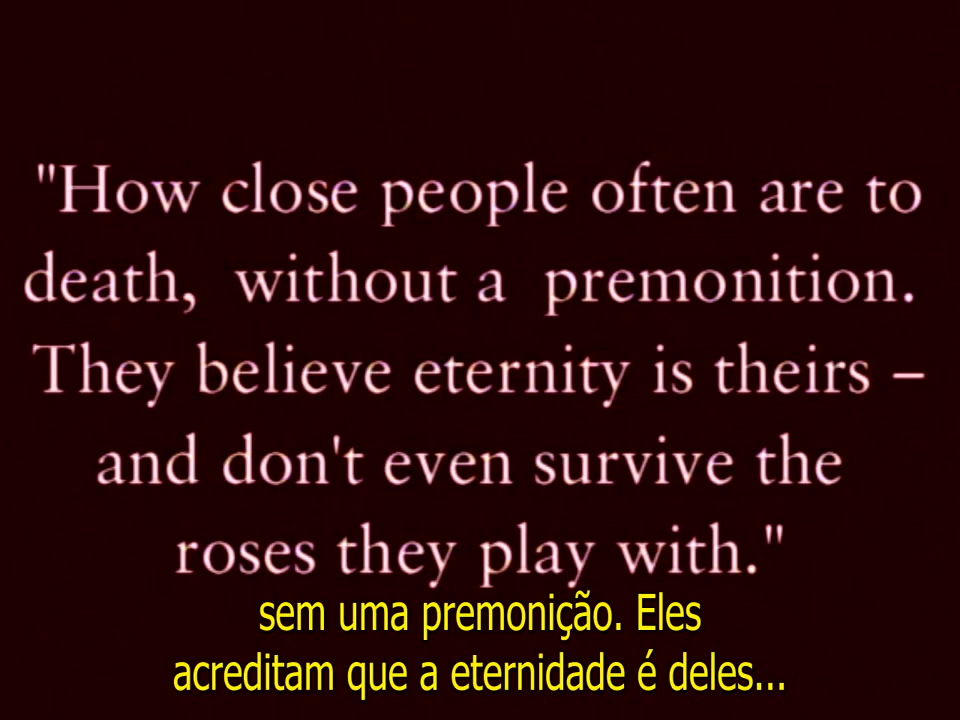 "How close people often are to
death, without a premonition.
They believe eternity is theirs –
and don't even survive the
roses they play with."
sem uma premonição. Eles
acreditam que a eternidade é deles...